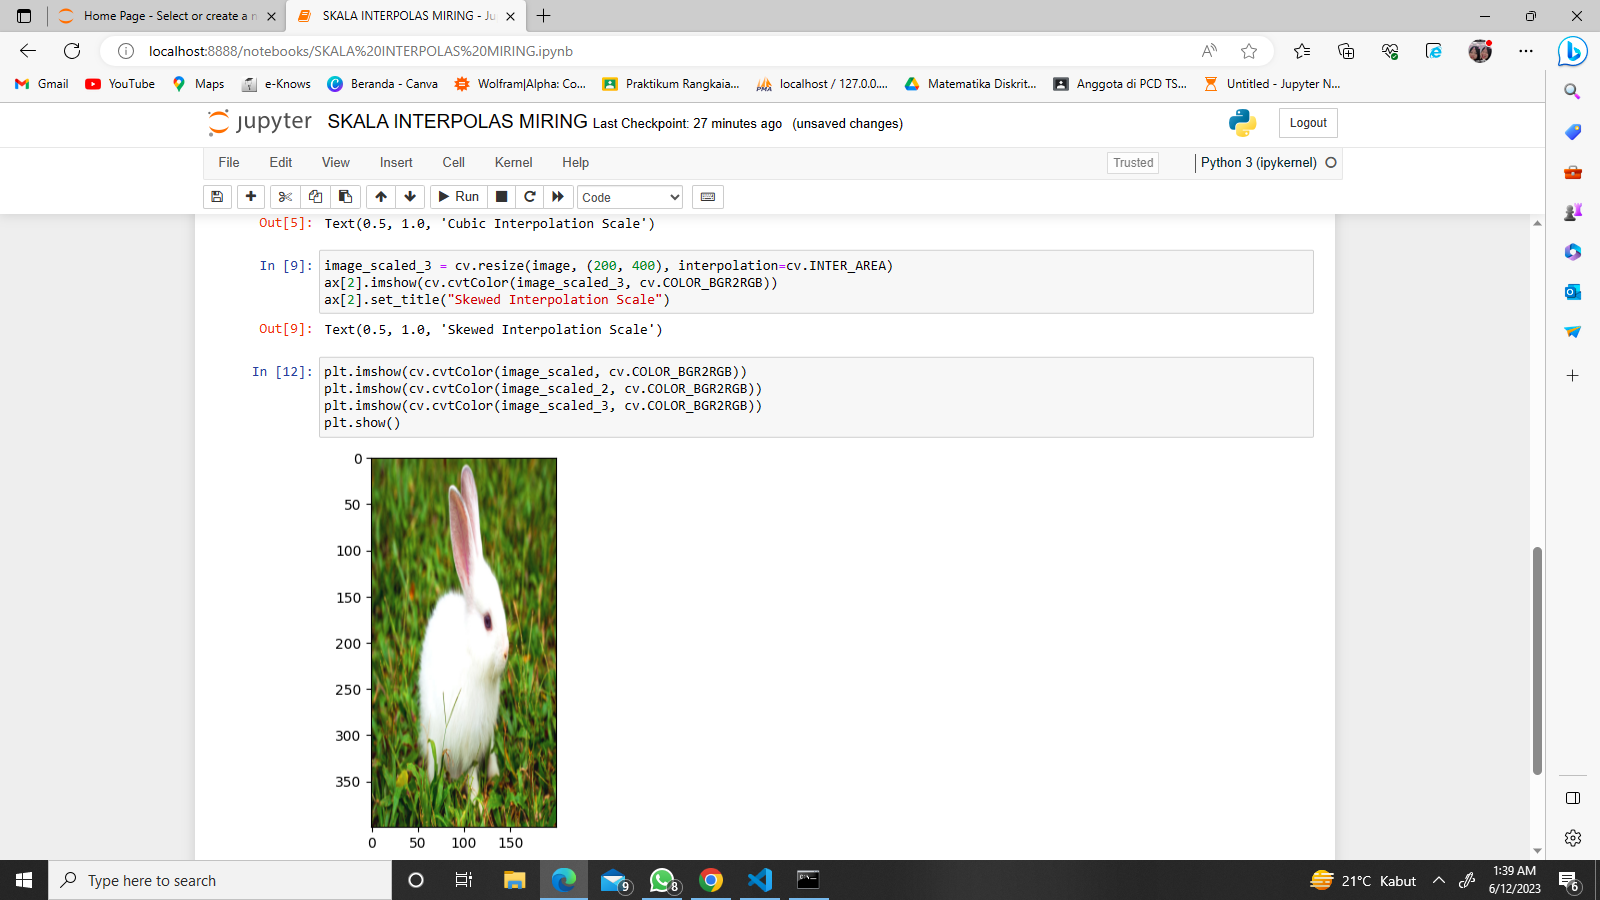 Home Page - Select or create a n
SKALA INTERPOLAS MIRING - Ju
localhost:8888/notebooks/SKALA%20INTERPOLAS%20MIRING.ipynb
Gmail YouTube Maps e-Knows Beranda - Canva Wolfram|Alpha: Co... Praktikum Rangkaia... localhost / 127.0.0.... Matematika Diskrit... Anggota di PCD TS... Untitled - Jupyter N...
jupyter SKALA INTERPOLAS MIRING Last Checkpoint: 27 minutes ago (unsaved changes)
Logout
File Edit View Insert Cell Kernel Help
Trusted Python 3 (ipykernel)
Run Code
Out[5]: Text(0.5, 1.0, 'Cubic Interpolation Scale')
In [9]: image_scaled_3 = cv.resize(image, (200, 400), interpolation=cv.INTER_AREA)
ax[2].imshow(cv.cvtColor(image_scaled_3, cv.COLOR_BGR2RGB))
ax[2].set_title("Skewed Interpolation Scale")
Out[9]: Text(0.5, 1.0, 'Skewed Interpolation Scale')
In [12]: plt.imshow(cv.cvtColor(image_scaled, cv.COLOR_BGR2RGB))
plt.imshow(cv.cvtColor(image_scaled_2, cv.COLOR_BGR2RGB))
plt.imshow(cv.cvtColor(image_scaled_3, cv.COLOR_BGR2RGB))
plt.show()
0
50
100
150
200
250
300
350
0 50 100 150
Type here to search
9
8
21°C Kabut
1:39 AM
6/12/2023
6